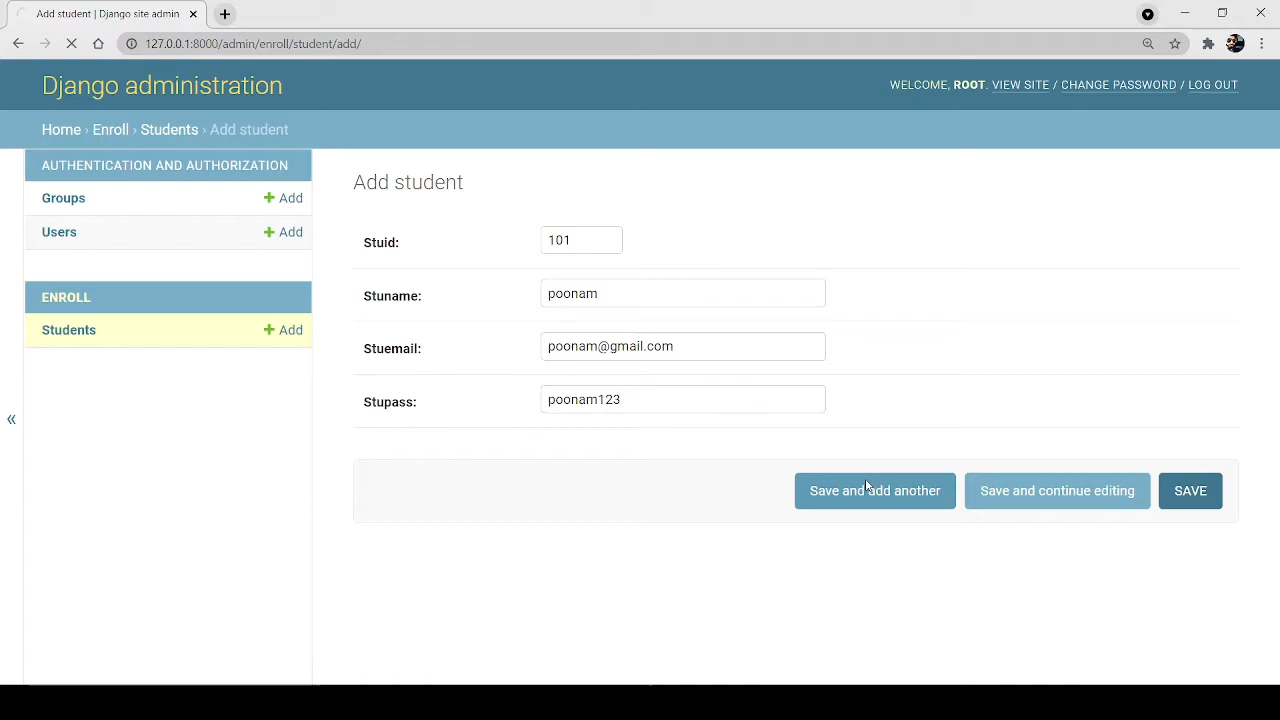 Add student | Django site admin
127.0.0.1:8000/admin/enroll/student/add/
Django administration
WELCOME, ROOT. VIEW SITE / CHANGE PASSWORD / LOG OUT
Home › Enroll › Students › Add student
AUTHENTICATION AND AUTHORIZATION
Groups + Add
Users + Add
ENROLL
Students + Add
«
Add student
Stuid: 101
Stuname: poonam
Stuemail: poonam@gmail.com
Stupass: poonam123
Save and add another Save and continue editing SAVE